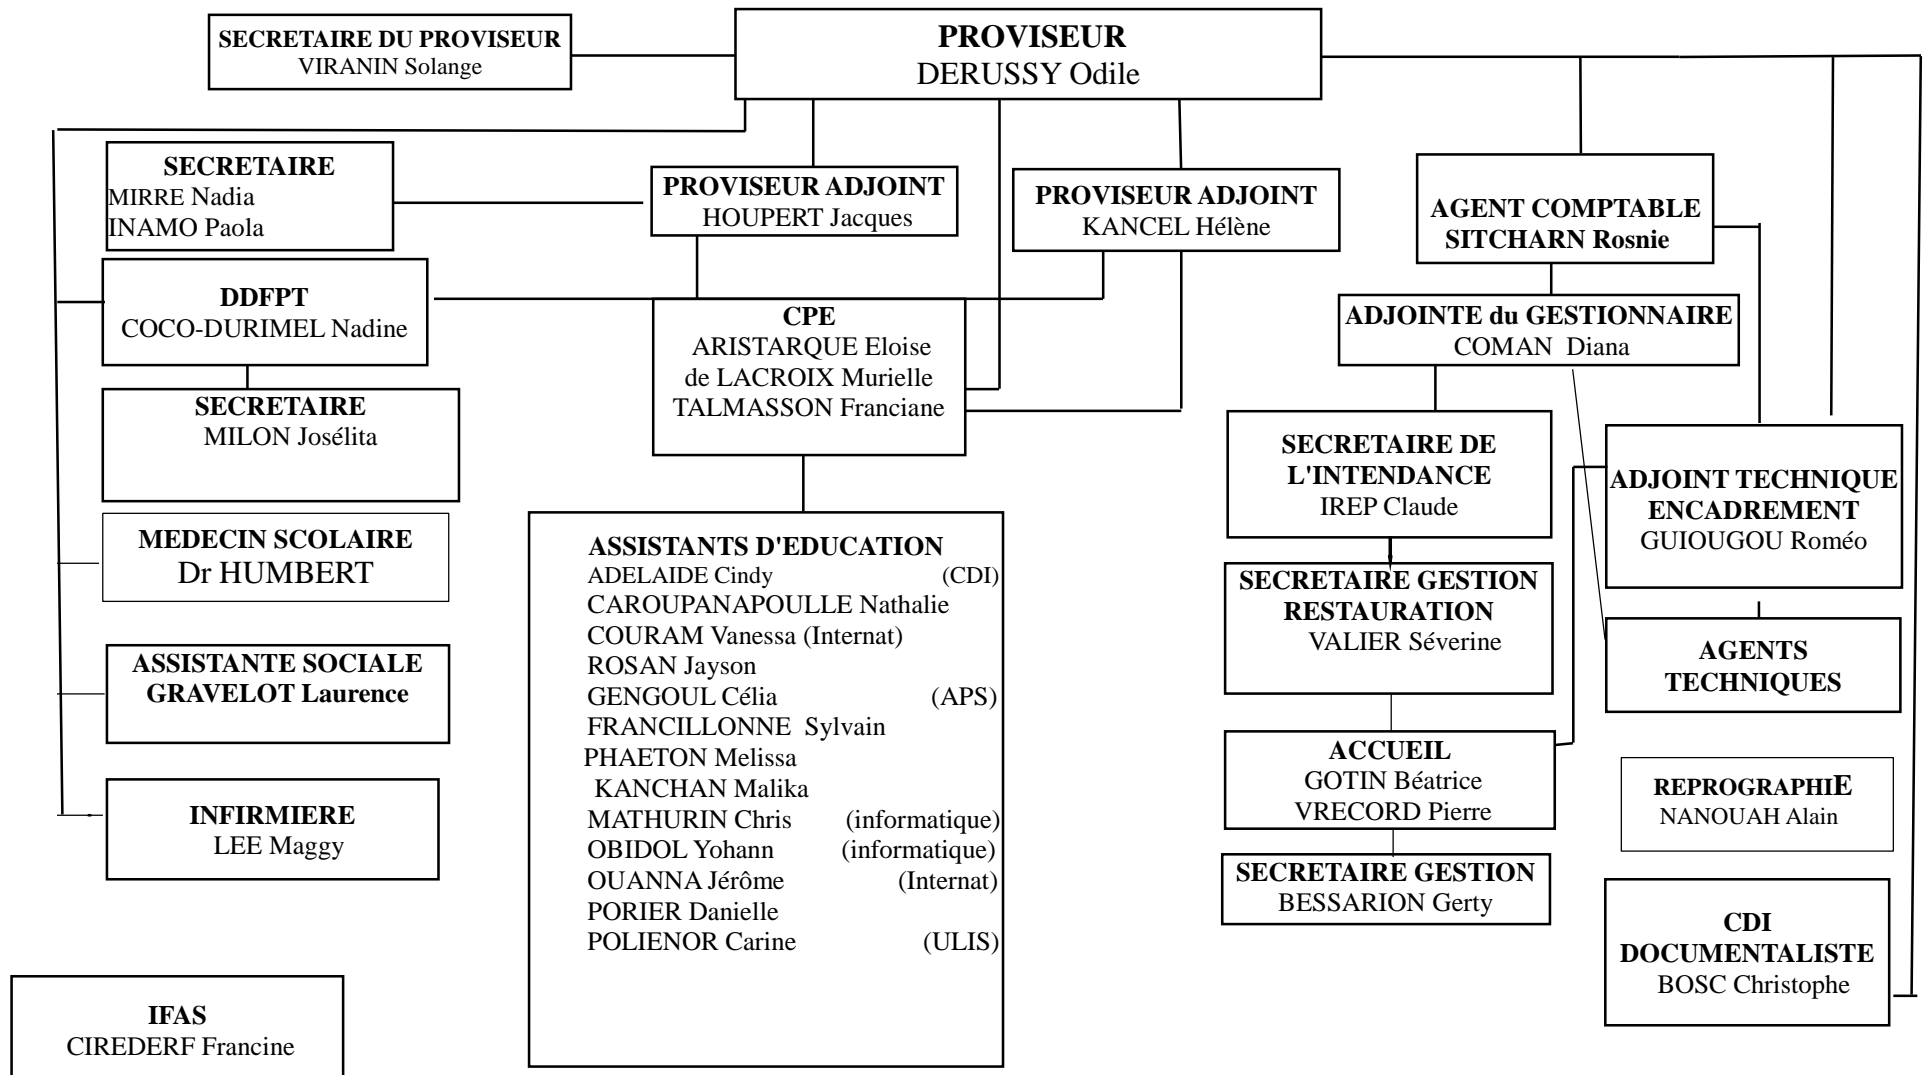 SECRETAIRE DU PROVISEUR
VIRANIN Solange
PROVISEUR
DERUSSY Odile
SECRETAIRE
MIRRE Nadia
INAMO Paola
PROVISEUR ADJOINT
HOUPERT Jacques
PROVISEUR ADJOINT
KANCEL Hélène
AGENT COMPTABLE
SITCHARN Rosnie
DDFPT
COCO-DURIMEL Nadine
CPE
ARISTARQUE Eloise
de LACROIX Murielle
TALMASSON Franciane
ADJOINTE du GESTIONNAIRE
COMAN Diana
SECRETAIRE
MILON Josélita
SECRETAIRE DE
L'INTENDANCE
IREP Claude
ADJOINT TECHNIQUE
ENCADREMENT
GUIOUGOU Roméo
MEDECIN SCOLAIRE
Dr HUMBERT
ASSISTANTS D'EDUCATION
ADELAIDE Cindy (CDI)
CAROUPANAPOULLE Nathalie
COURAM Vanessa (Internat)
ROSAN Jayson
GENGOUL Célia (APS)
FRANCILLONNE Sylvain
PHAETON Melissa
KANCHAN Malika
MATHURIN Chris (informatique)
OBIDOL Yohann (informatique)
OUANNA Jérôme (Internat)
PORIER Danielle
POLIENOR Carine (ULIS)
SECRETAIRE GESTION
RESTAURATION
VALIER Séverine
AGENTS
TECHNIQUES
ASSISTANTE SOCIALE
GRAVELOT Laurence
ACCUEIL
GOTIN Béatrice
VRECORD Pierre
REPROGRAPHIE
NANOUAH Alain
INFIRMIERE
LEE Maggy
SECRETAIRE GESTION
BESSARION Gerty
CDI
DOCUMENTALISTE
BOSC Christophe
IFAS
CIREDERF Francine